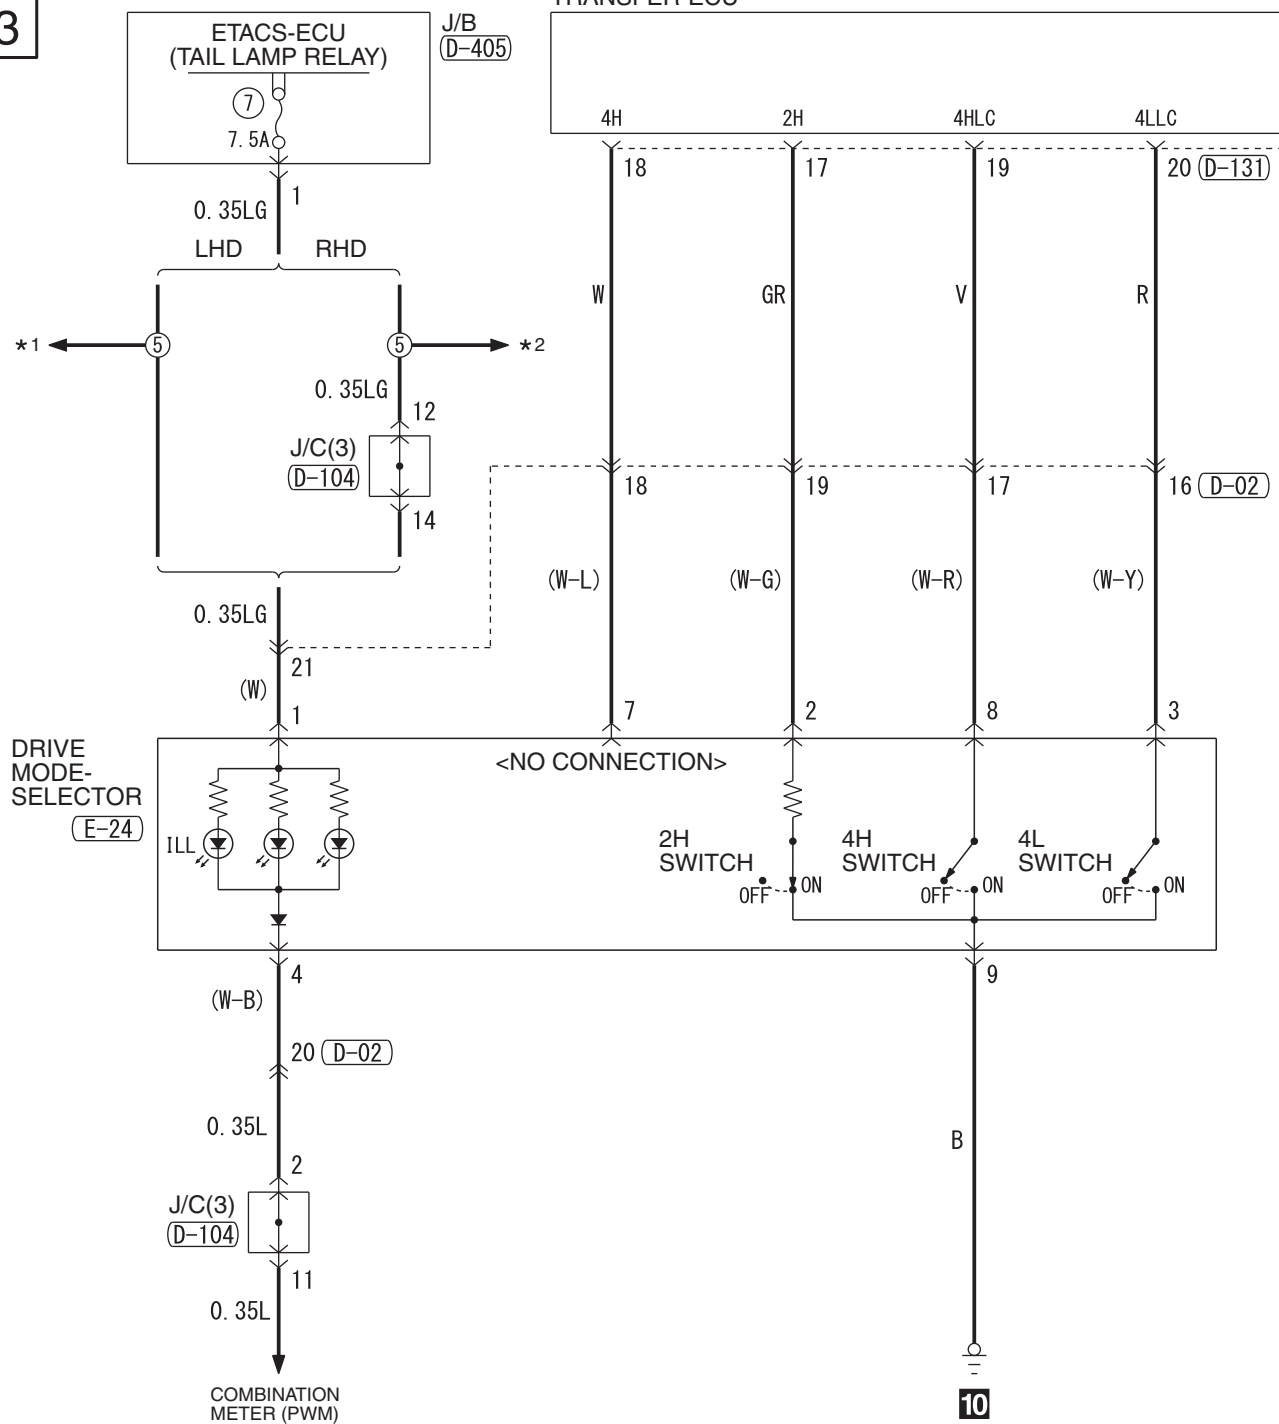 3
TRANSFER-ECU
ETACS-ECU
(TAIL LAMP RELAY)
J/B
D-405
7
7.5A
4H
2H
4HLC
4LLC
1
18
17
19
20
D-131
0.35LG
LHD
RHD
W
GR
V
R
*1
5
5
*2
0.35LG
12
J/C(3)
D-104
14
18
19
17
16
D-02
(W-L)
(W-G)
(W-R)
(W-Y)
0.35LG
21
(W)
1
7
2
8
3
DRIVE
MODE-
SELECTOR
E-24
<NO CONNECTION>
ILL
2H
SWITCH
OFF
ON
4H
SWITCH
OFF
ON
4L
SWITCH
OFF
ON
4
9
(W-B)
20
D-02
0.35L
B
2
J/C(3)
D-104
11
0.35L
COMBINATION
METER (PWM)
10